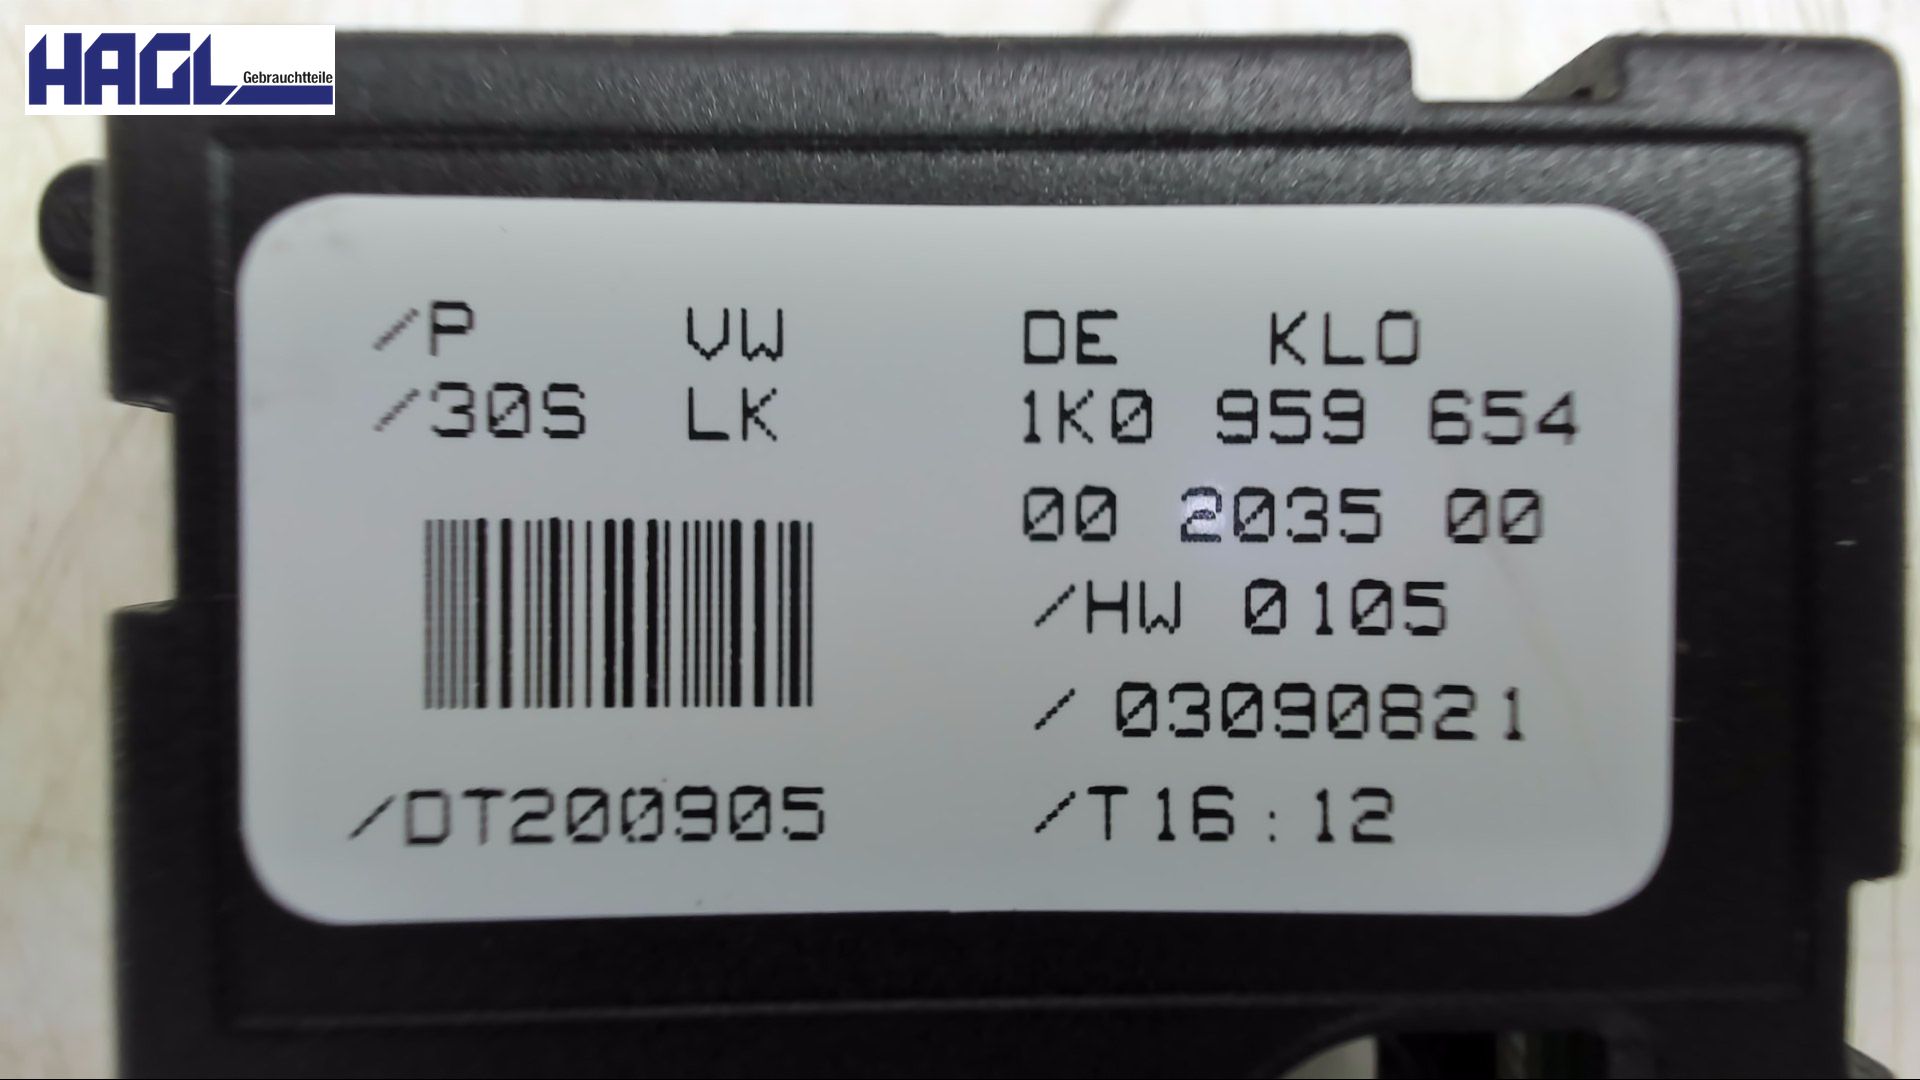 HAGL Gebrauchtteile
/P VW DE KLO
/30S LK 1K0 959 654
00 2035 00
/HW 0105
/ 03090821
/DT200905 /T16:12